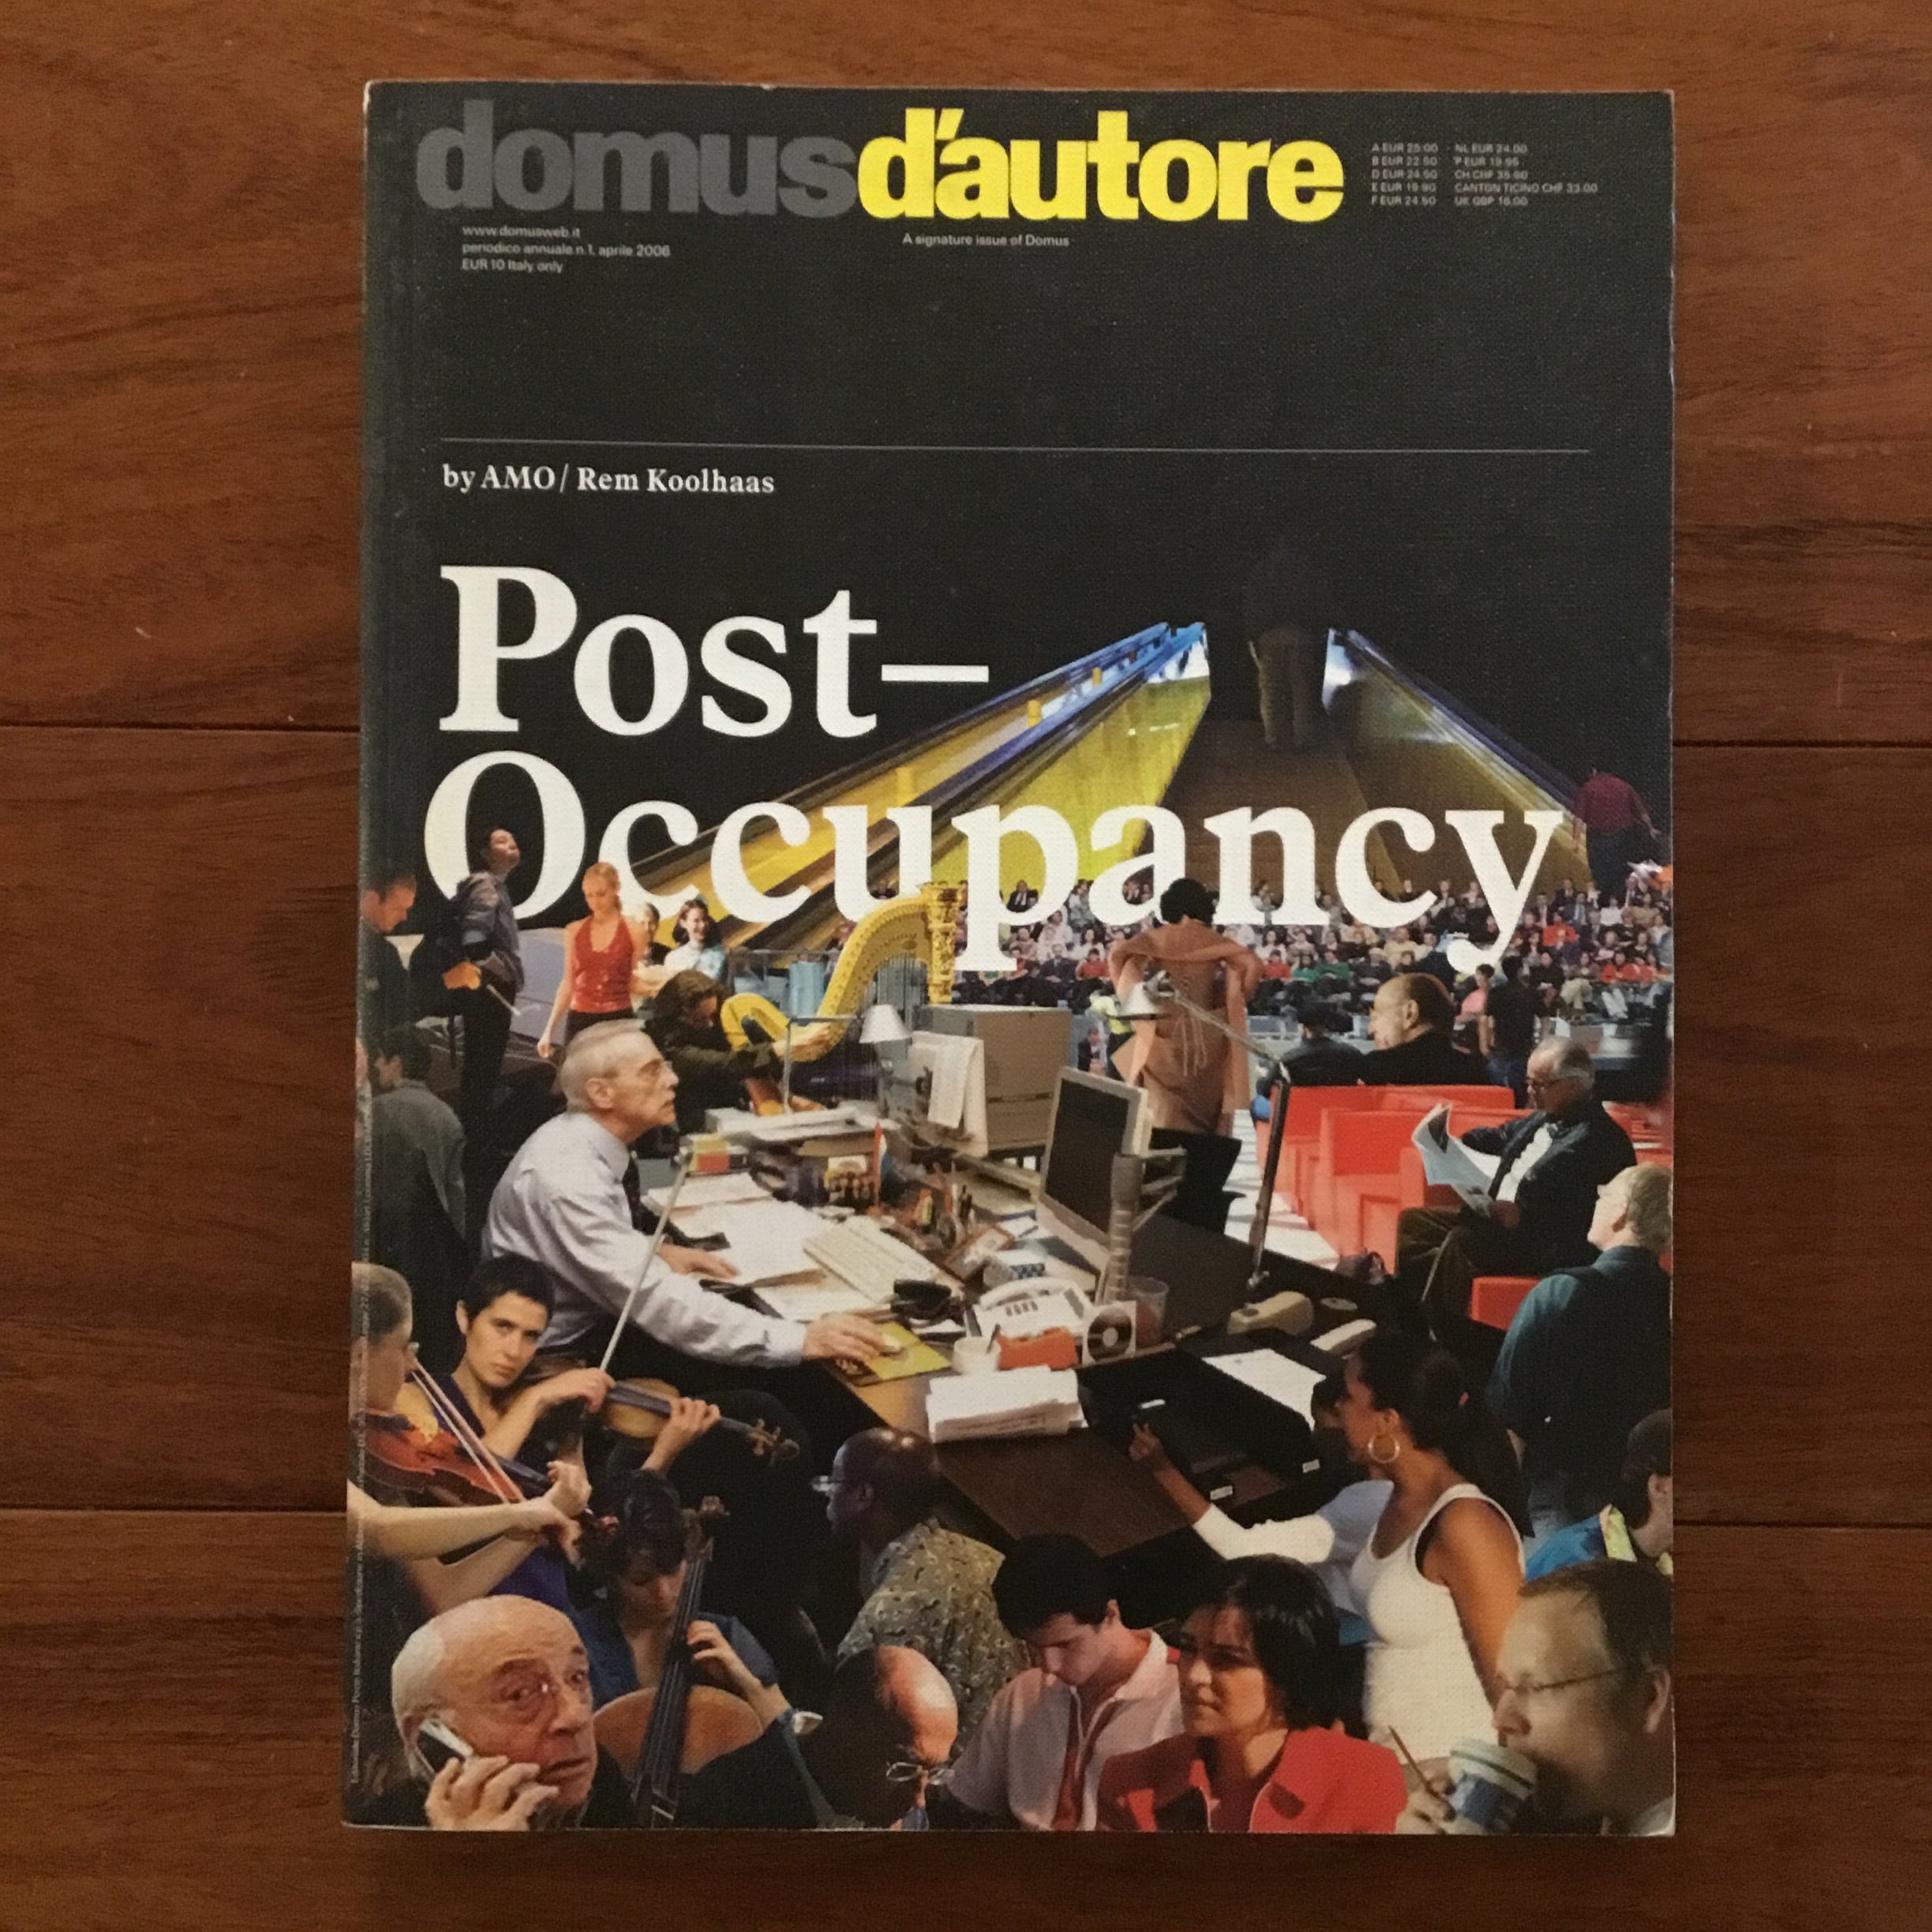 domusd'autore
A EUR 25.00 NL EUR 24.00
B EUR 22.50 P EUR 19.95
D EUR 24.50 CH CHF 35.00
E EUR 19.90 CANTON TICINO CHF 33.00
F EUR 24.50 UK GBP 16.00
www.domusweb.it
periodico annuale n.1, aprile 2006
EUR 10 Italy only
A signature issue of Domus
by AMO / Rem Koolhaas
Post–
Occupancy